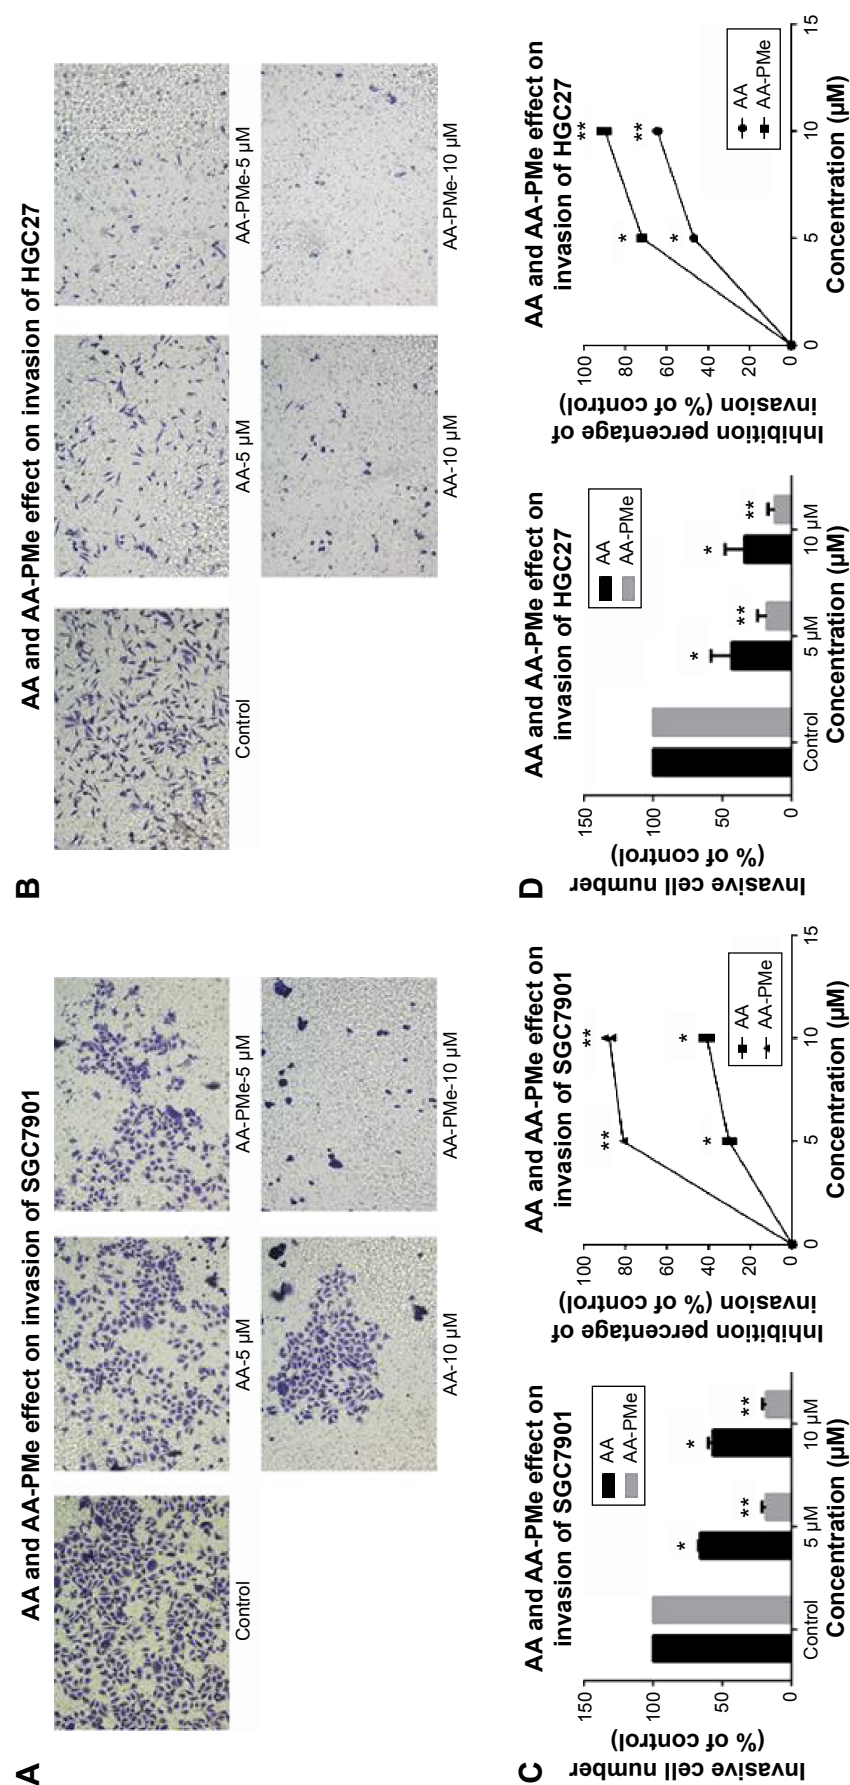 A
AA and AA-PMe effect on invasion of SGC7901
Control
AA-5 µM
AA-PMe-5 µM
AA-10 µM
AA-PMe-10 µM
B
AA and AA-PMe effect on invasion of HGC27
Control
AA-5 µM
AA-PMe-5 µM
AA-10 µM
AA-PMe-10 µM
C
AA and AA-PMe effect on
invasion of SGC7901
Invasive cell number
(% of control)
150
100
50
0
AA
AA-PMe
*
**
*
**
Control
5 µM
10 µM
Concentration (µM)
AA and AA-PMe effect on
invasion of SGC7901
Inhibition percentage of
invasion (% of control)
100
80
60
40
20
0
**
**
*
*
AA
AA-PMe
0
5
10
15
Concentration (µM)
D
AA and AA-PMe effect on
invasion of HGC27
Invasive cell number
(% of control)
150
100
50
0
AA
AA-PMe
*
**
*
**
Control
5 µM
10 µM
Concentration (µM)
AA and AA-PMe effect on
invasion of HGC27
Inhibition percentage of
invasion (% of control)
100
80
60
40
20
0
*
**
*
**
AA
AA-PMe
0
5
10
15
Concentration (µM)